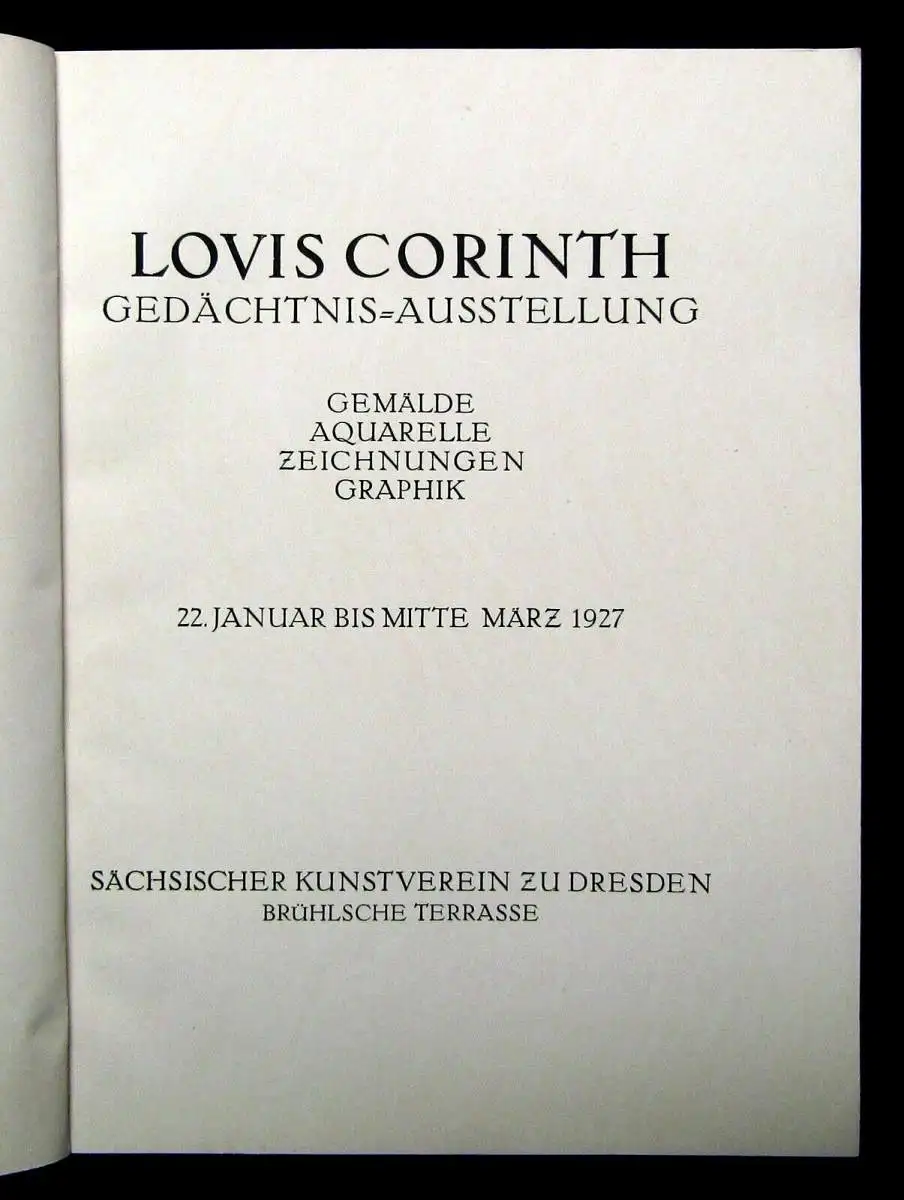 LOVIS CORINTH
GEDÄCHTNIS=AUSSTELLUNG
GEMÄLDE
AQUARELLE
ZEICHNUNGEN
GRAPHIK
22. JANUAR BIS MITTE MÄRZ 1927
SÄCHSISCHER KUNSTVEREIN ZU DRESDEN
BRÜHLSCHE TERRASSE